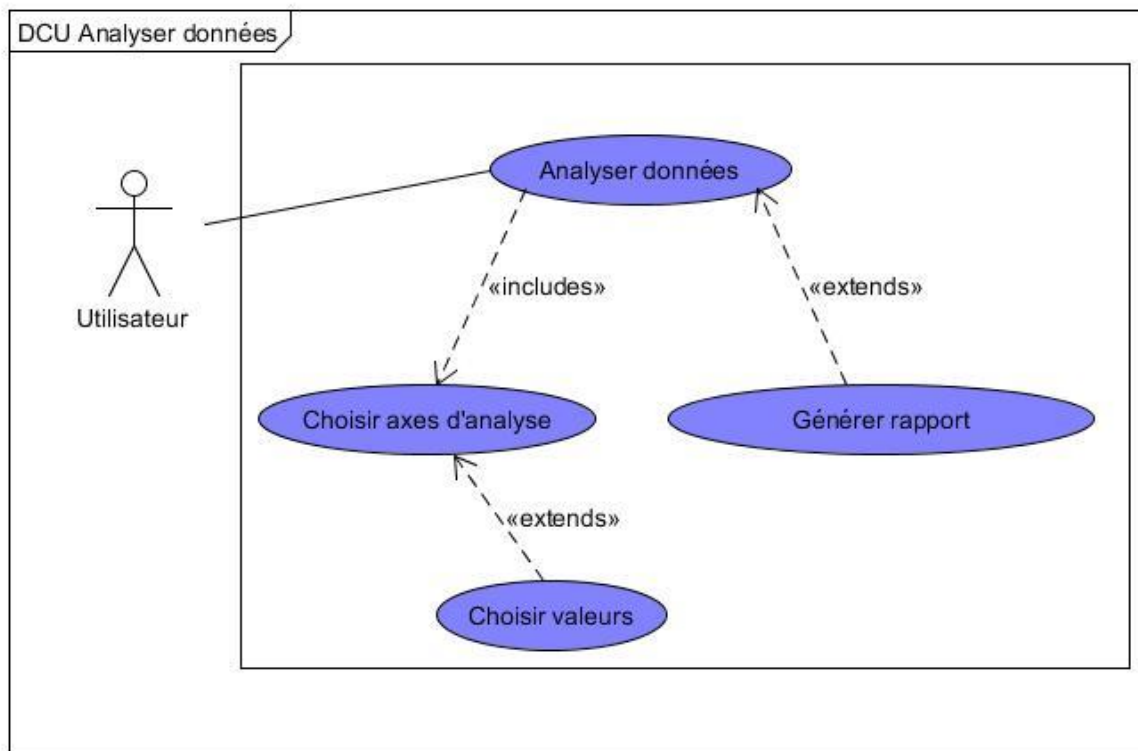 DCU Analyser données
Analyser données
«includes»
«extends»
Utilisateur
Choisir axes d'analyse
Générer rapport
«extends»
Choisir valeurs